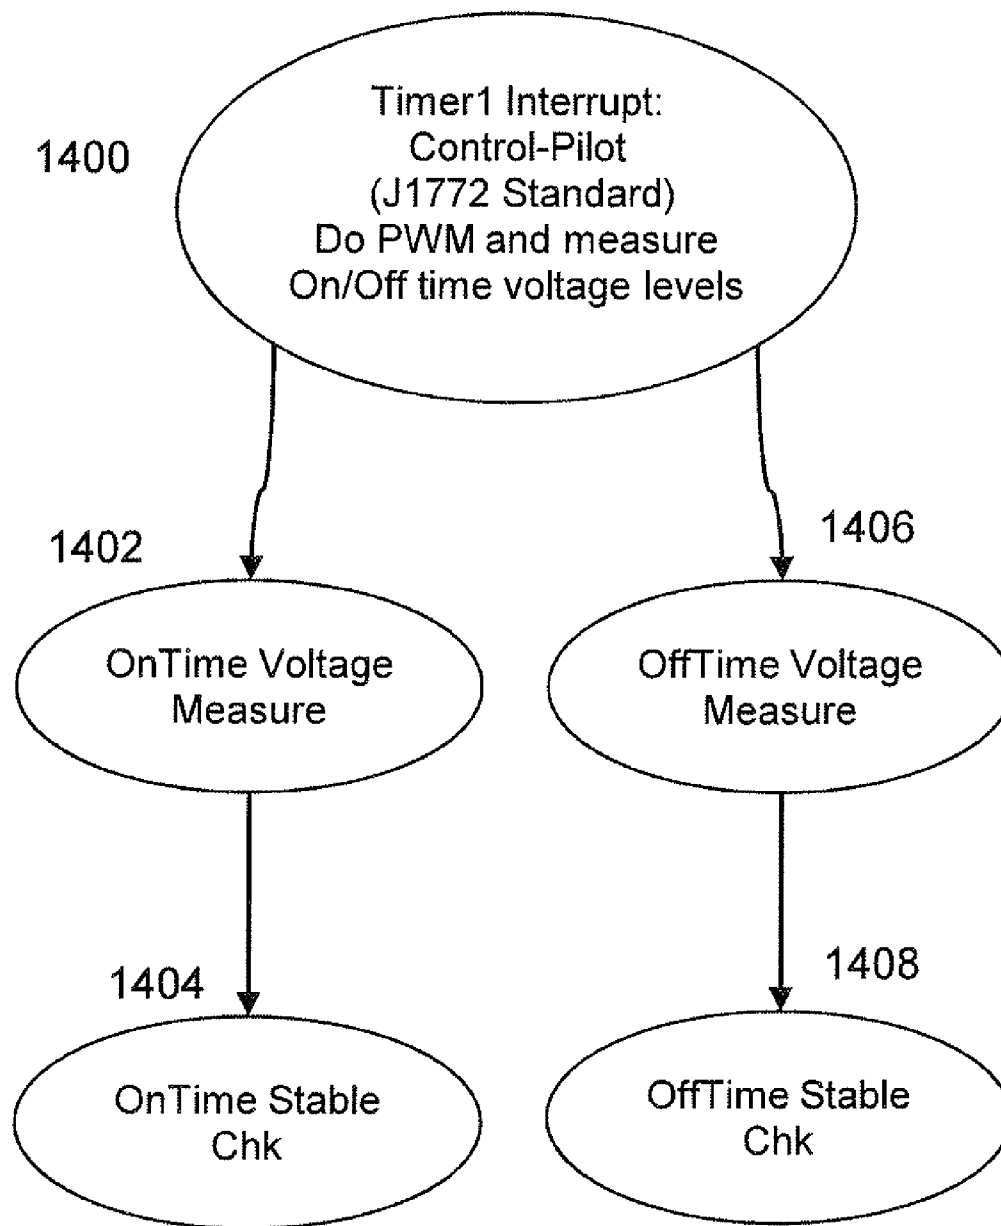 1400
Timer1 Interrupt:
Control-Pilot
(J1772 Standard)
Do PWM and measure
On/Off time voltage levels
1402
OnTime Voltage
Measure
1406
OffTime Voltage
Measure
1404
OnTime Stable
Chk
1408
OffTime Stable
Chk